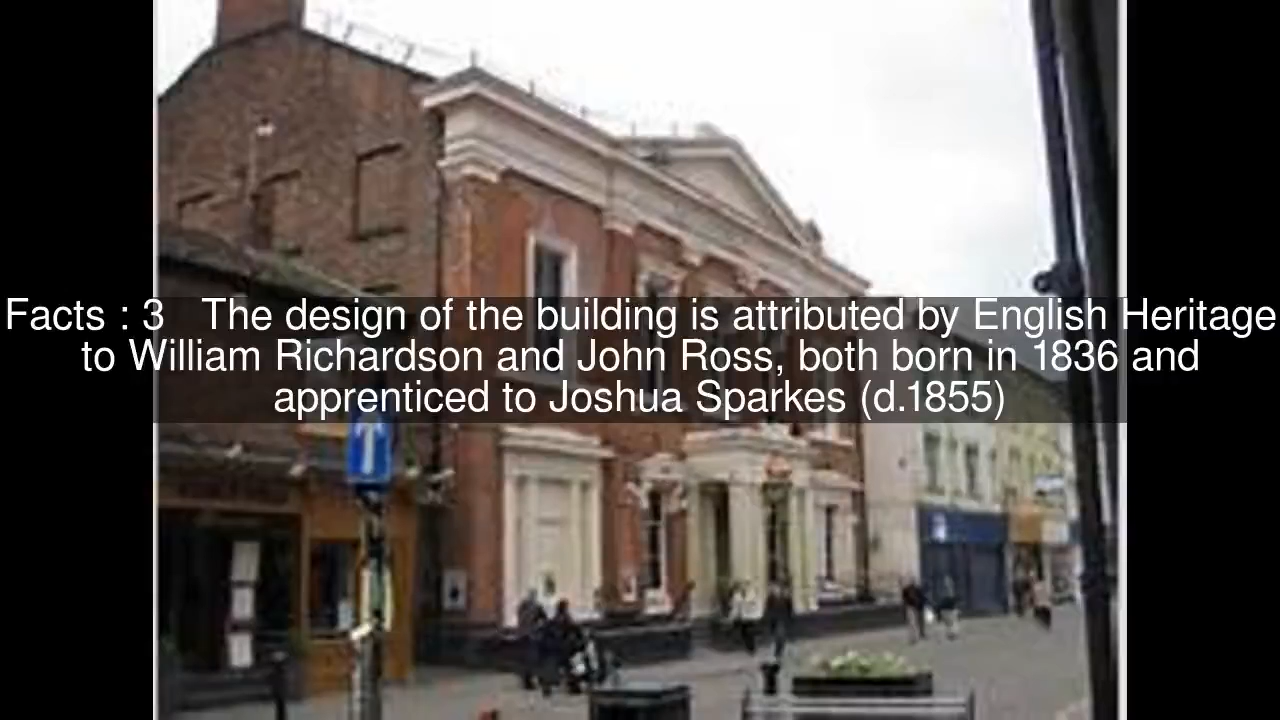 Facts : 3   The design of the building is attributed by English Heritage
to William Richardson and John Ross, both born in 1836 and
apprenticed to Joshua Sparkes (d.1855)